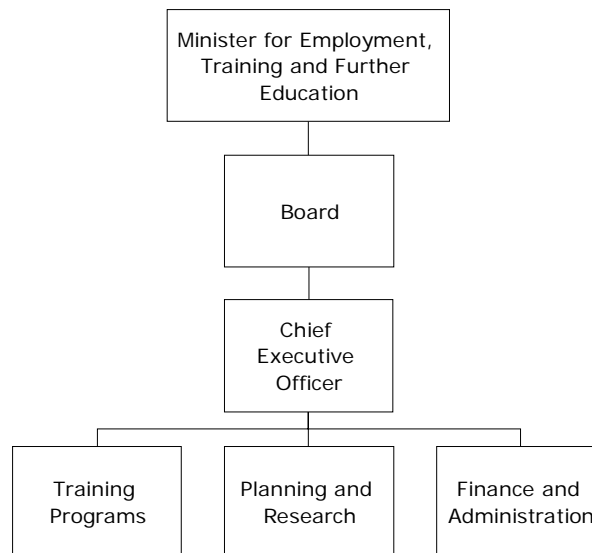 Minister for Employment,
Training and Further
Education
Board
Chief
Executive
Officer
Training
Programs
Planning and
Research
Finance and
Administration